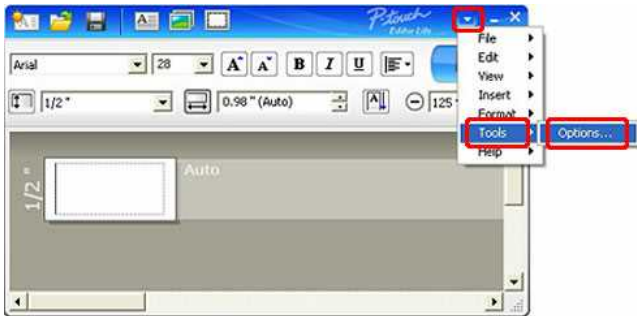 P-touch
Editor Lite
File
Edit
View
Insert
Format
Tools
Options...
Help
Arial
28
A A B I U
1/2"
0.98" (Auto)
A
125
Auto
1/2"